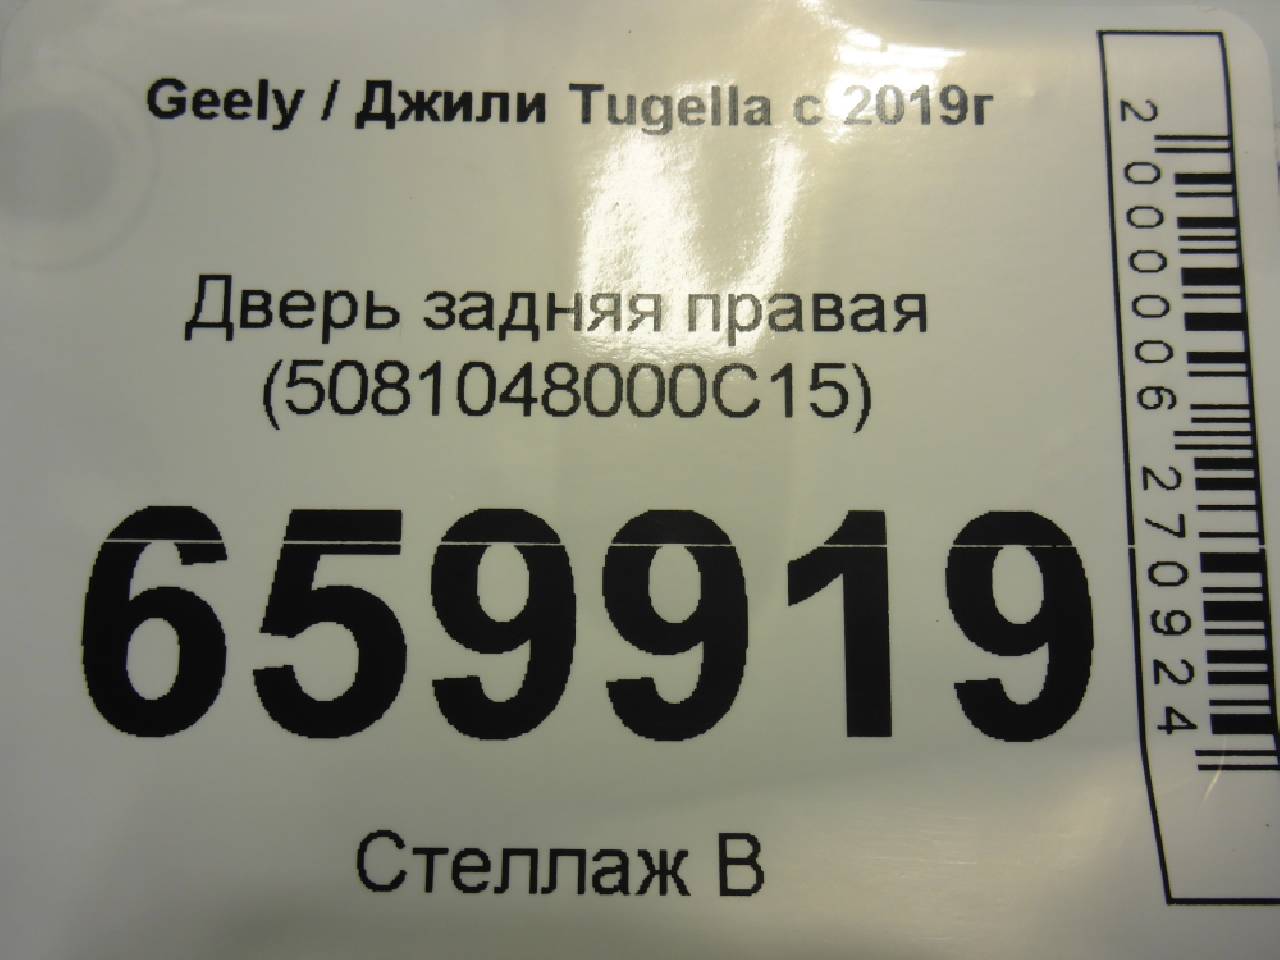 Geely / Джили Tugella с 2019г
Дверь задняя правая
(5081048000C15)
659919
Стеллаж В
2000006270924